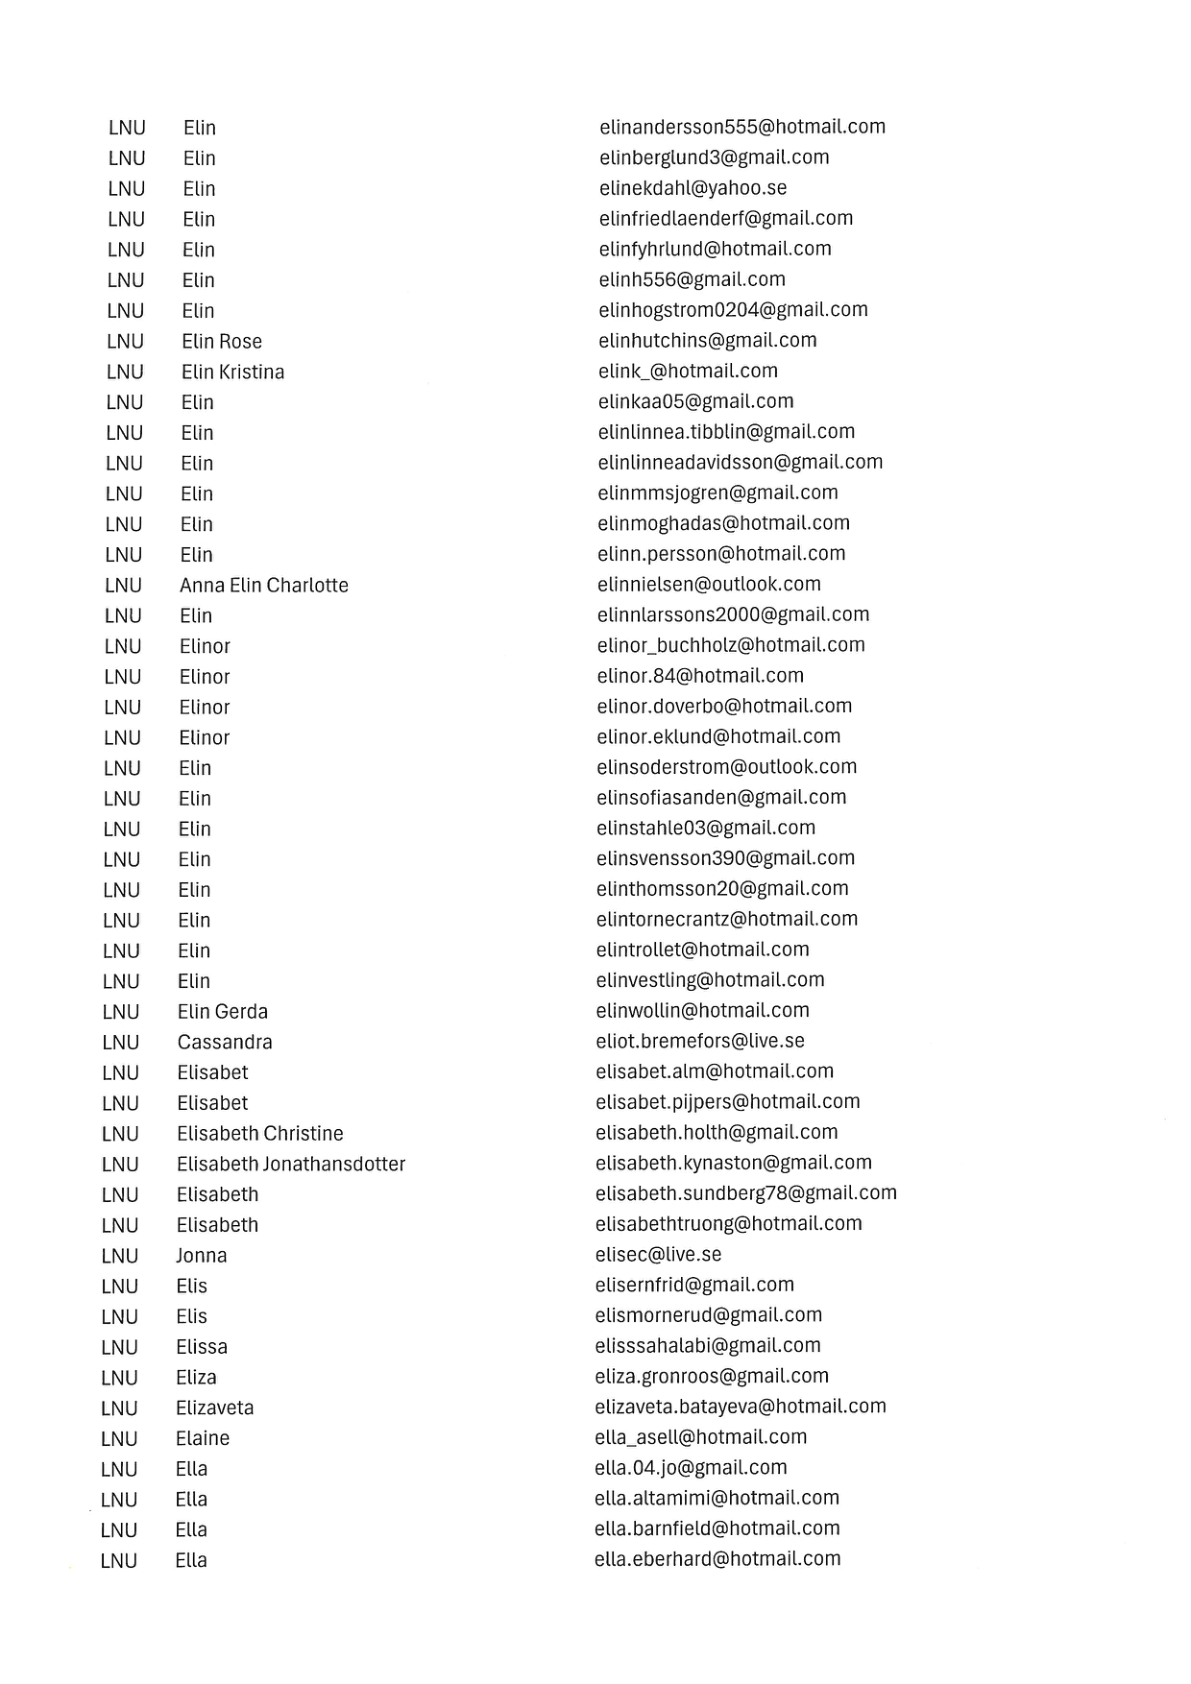 LNU Elin elinandersson555@hotmail.com
LNU Elin elinberglund3@gmail.com
LNU Elin elinekdahl@yahoo.se
LNU Elin elinfriedlaenderf@gmail.com
LNU Elin elinfyhrlund@hotmail.com
LNU Elin elinh556@gmail.com
LNU Elin elinhogstrom0204@gmail.com
LNU Elin Rose elinhutchins@gmail.com
LNU Elin Kristina elink_@hotmail.com
LNU Elin elinkaa05@gmail.com
LNU Elin elinlinnea.tibblin@gmail.com
LNU Elin elinlinneadavidsson@gmail.com
LNU Elin elinmmsjogren@gmail.com
LNU Elin elinmoghadas@hotmail.com
LNU Elin elinn.persson@hotmail.com
LNU Anna Elin Charlotte elinnielsen@outlook.com
LNU Elin elinnlarssons2000@gmail.com
LNU Elinor elinor_buchholz@hotmail.com
LNU Elinor elinor.84@hotmail.com
LNU Elinor elinor.doverbo@hotmail.com
LNU Elinor elinor.eklund@hotmail.com
LNU Elin elinsoderstrom@outlook.com
LNU Elin elinsofiasanden@gmail.com
LNU Elin elinstahle03@gmail.com
LNU Elin elinsvensson390@gmail.com
LNU Elin elinthomsson20@gmail.com
LNU Elin elintornecrantz@hotmail.com
LNU Elin elintrollet@hotmail.com
LNU Elin elinvestling@hotmail.com
LNU Elin Gerda elinwollin@hotmail.com
LNU Cassandra eliot.bremefors@live.se
LNU Elisabet elisabet.alm@hotmail.com
LNU Elisabet elisabet.pijpers@hotmail.com
LNU Elisabeth Christine elisabeth.holth@gmail.com
LNU Elisabeth Jonathansdotter elisabeth.kynaston@gmail.com
LNU Elisabeth elisabeth.sundberg78@gmail.com
LNU Elisabeth elisabethtruong@hotmail.com
LNU Jonna elisec@live.se
LNU Elis elisernfrid@gmail.com
LNU Elis elismornerud@gmail.com
LNU Elissa elisssahalabi@gmail.com
LNU Eliza eliza.gronroos@gmail.com
LNU Elizaveta elizaveta.batayeva@hotmail.com
LNU Elaine ella_asell@hotmail.com
LNU Ella ella.04.jo@gmail.com
LNU Ella ella.altamimi@hotmail.com
LNU Ella ella.barnfield@hotmail.com
LNU Ella ella.eberhard@hotmail.com